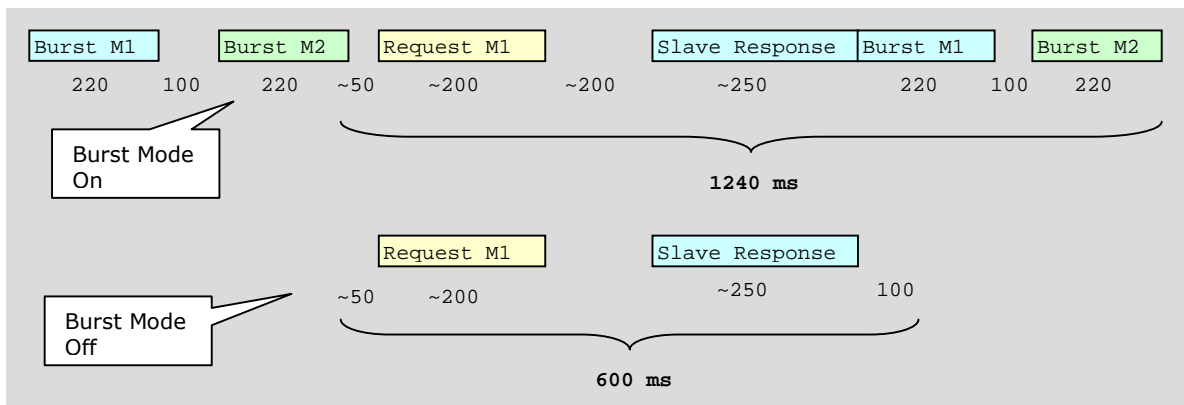 Burst M1 Burst M2 Request M1 Slave Response Burst M1 Burst M2
220 100 220 ~50 ~200 ~200 ~250 220 100 220
Burst Mode
On
1240 ms
Request M1 Slave Response
~50 ~200 ~250 100
Burst Mode
Off
600 ms